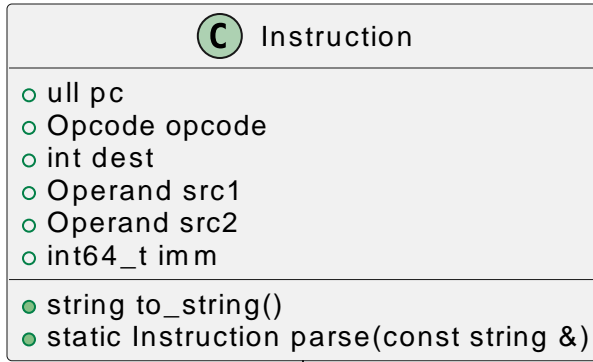 C Instruction
ull pc
Opcode opcode
int dest
Operand src1
Operand src2
int64_t imm
string to_string()
static Instruction parse(const string &)